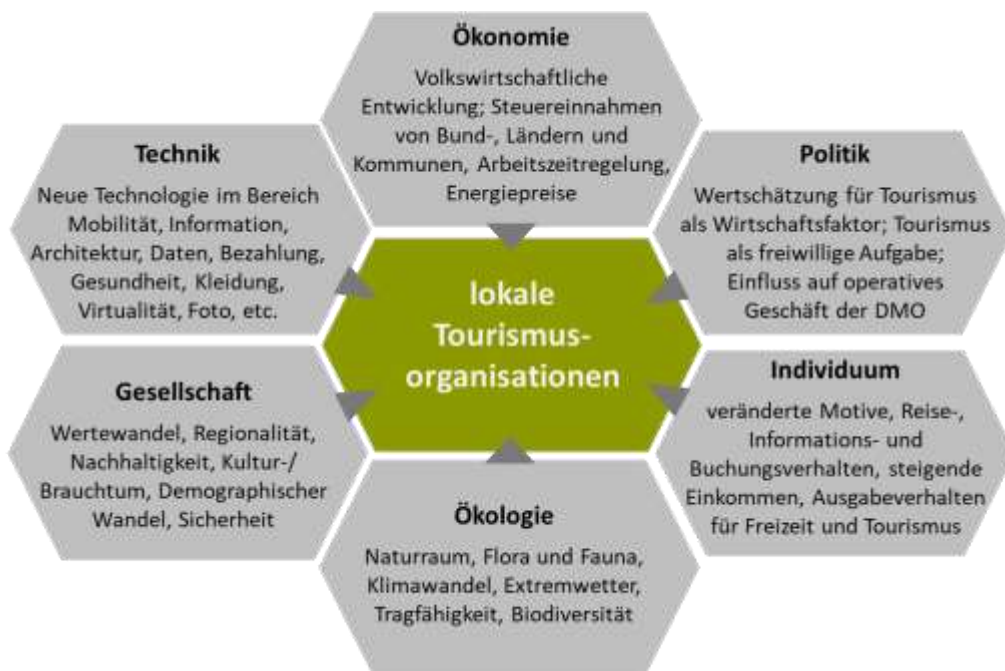 Ökonomie
Volkswirtschaftliche
Entwicklung; Steuereinnahmen
von Bund-, Ländern und
Kommunen, Arbeitszeitregelung,
Energiepreise
Technik
Neue Technologie im Bereich
Mobilität, Information,
Architektur, Daten, Bezahlung,
Gesundheit, Kleidung,
Virtualität, Foto, etc.
Politik
Wertschätzung für Tourismus
als Wirtschaftsfaktor; Tourismus
als freiwillige Aufgabe;
Einfluss auf operatives
Geschäft der DMO
lokale
Tourismus-
organisationen
Gesellschaft
Wertewandel, Regionalität,
Nachhaltigkeit, Kultur-/
Brauchtum, Demographischer
Wandel, Sicherheit
Individuum
veränderte Motive, Reise-,
Informations- und
Buchungsverhalten, steigende
Einkommen, Ausgabeverhalten
für Freizeit und Tourismus
Ökologie
Naturraum, Flora und Fauna,
Klimawandel, Extremwetter,
Tragfähigkeit, Biodiversität